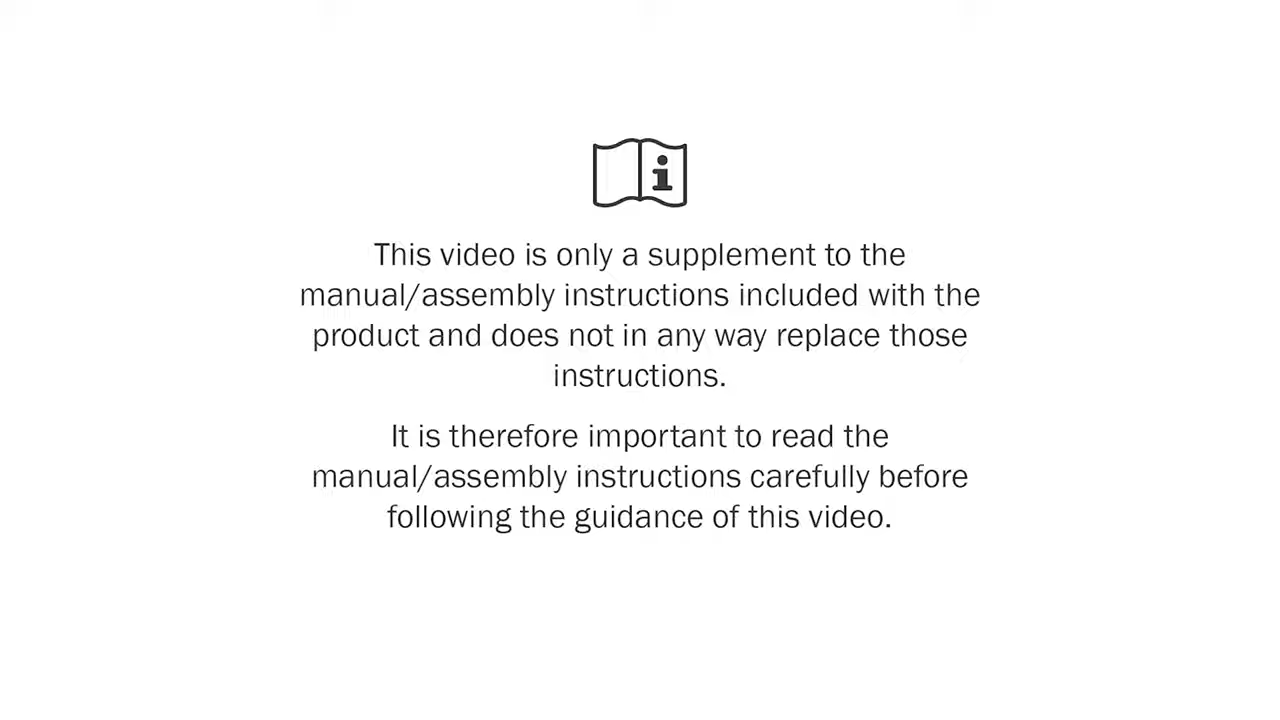 This video is only a supplement to the
manual/assembly instructions included with the
product and does not in any way replace those
instructions.
It is therefore important to read the
manual/assembly instructions carefully before
following the guidance of this video.